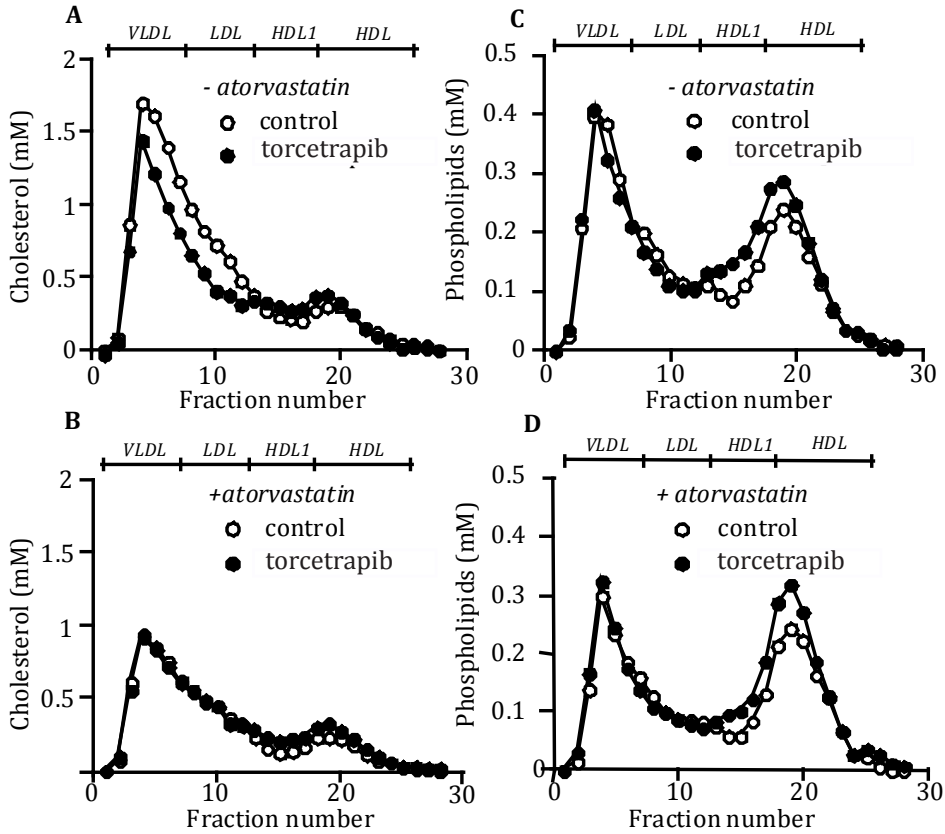 A
VLDL LDL HDL1 HDL
2
1.5
1
0.5
0
Cholesterol (mM)
- atorvastatin
control
torcetrapib
0 10 20 30
Fraction number
B
VLDL LDL HDL1 HDL
2
1.5
1
0.5
Cholesterol (mM)
+atorvastatin
control
torcetrapib
0 10 20 30
Fraction number
C
VLDL LDL HDL1 HDL
0.5
0.4
0.3
0.2
0.1
0
Phospholipids (mM)
- atorvastatin
control
torcetrapib
0 10 20 30
Fraction number
D
VLDL LDL HDL1 HDL
0.5
0.4
0.3
0.2
0.1
0
Phospholipids (mM)
+ atorvastatin
control
torcetrapib
0 10 20 30
Fraction number